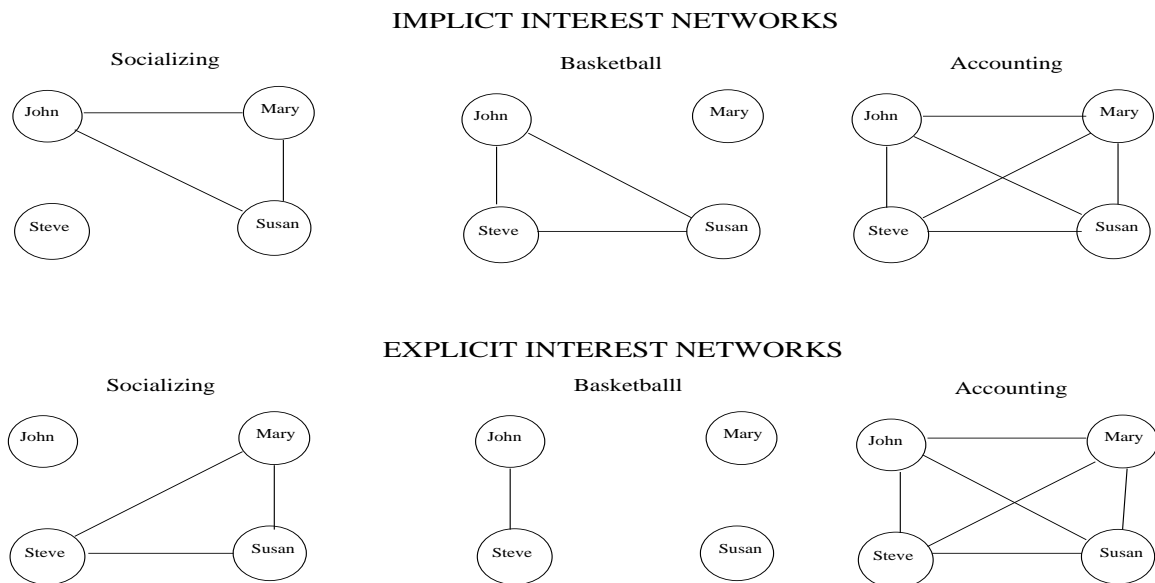 IMPLICT INTEREST NETWORKS
Socializing
Basketball
Accounting
John
Mary
Steve
Susan
John
Mary
Steve
Susan
John
Mary
Steve
Susan
EXPLICIT INTEREST NETWORKS
Socializing
Basketballl
Accounting
John
Mary
Steve
Susan
John
Mary
Steve
Susan
John
Mary
Steve
Susan